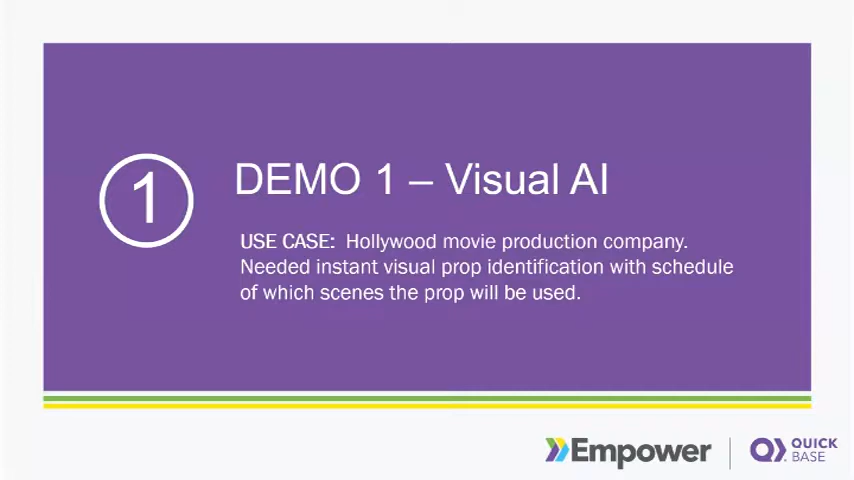 1
DEMO 1 – Visual AI
USE CASE: Hollywood movie production company.
Needed instant visual prop identification with schedule
of which scenes the prop will be used.
Empower
QUICK
BASE